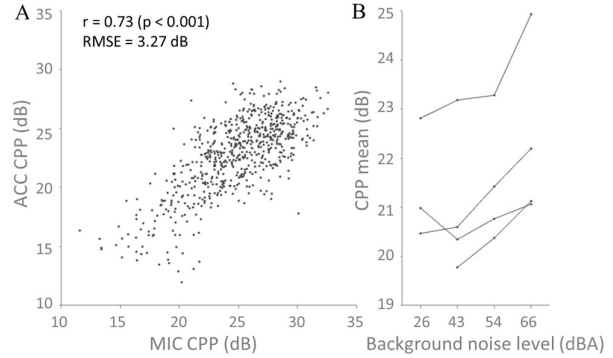 A
r = 0.73 (p < 0.001)
RMSE = 3.27 dB
35
30
25
20
15
10
ACC CPP (dB)
10
15
20
25
30
35
MIC CPP (dB)
B
25
24
23
22
21
20
19
CPP mean (dB)
26
43
54
66
Background noise level (dBA)